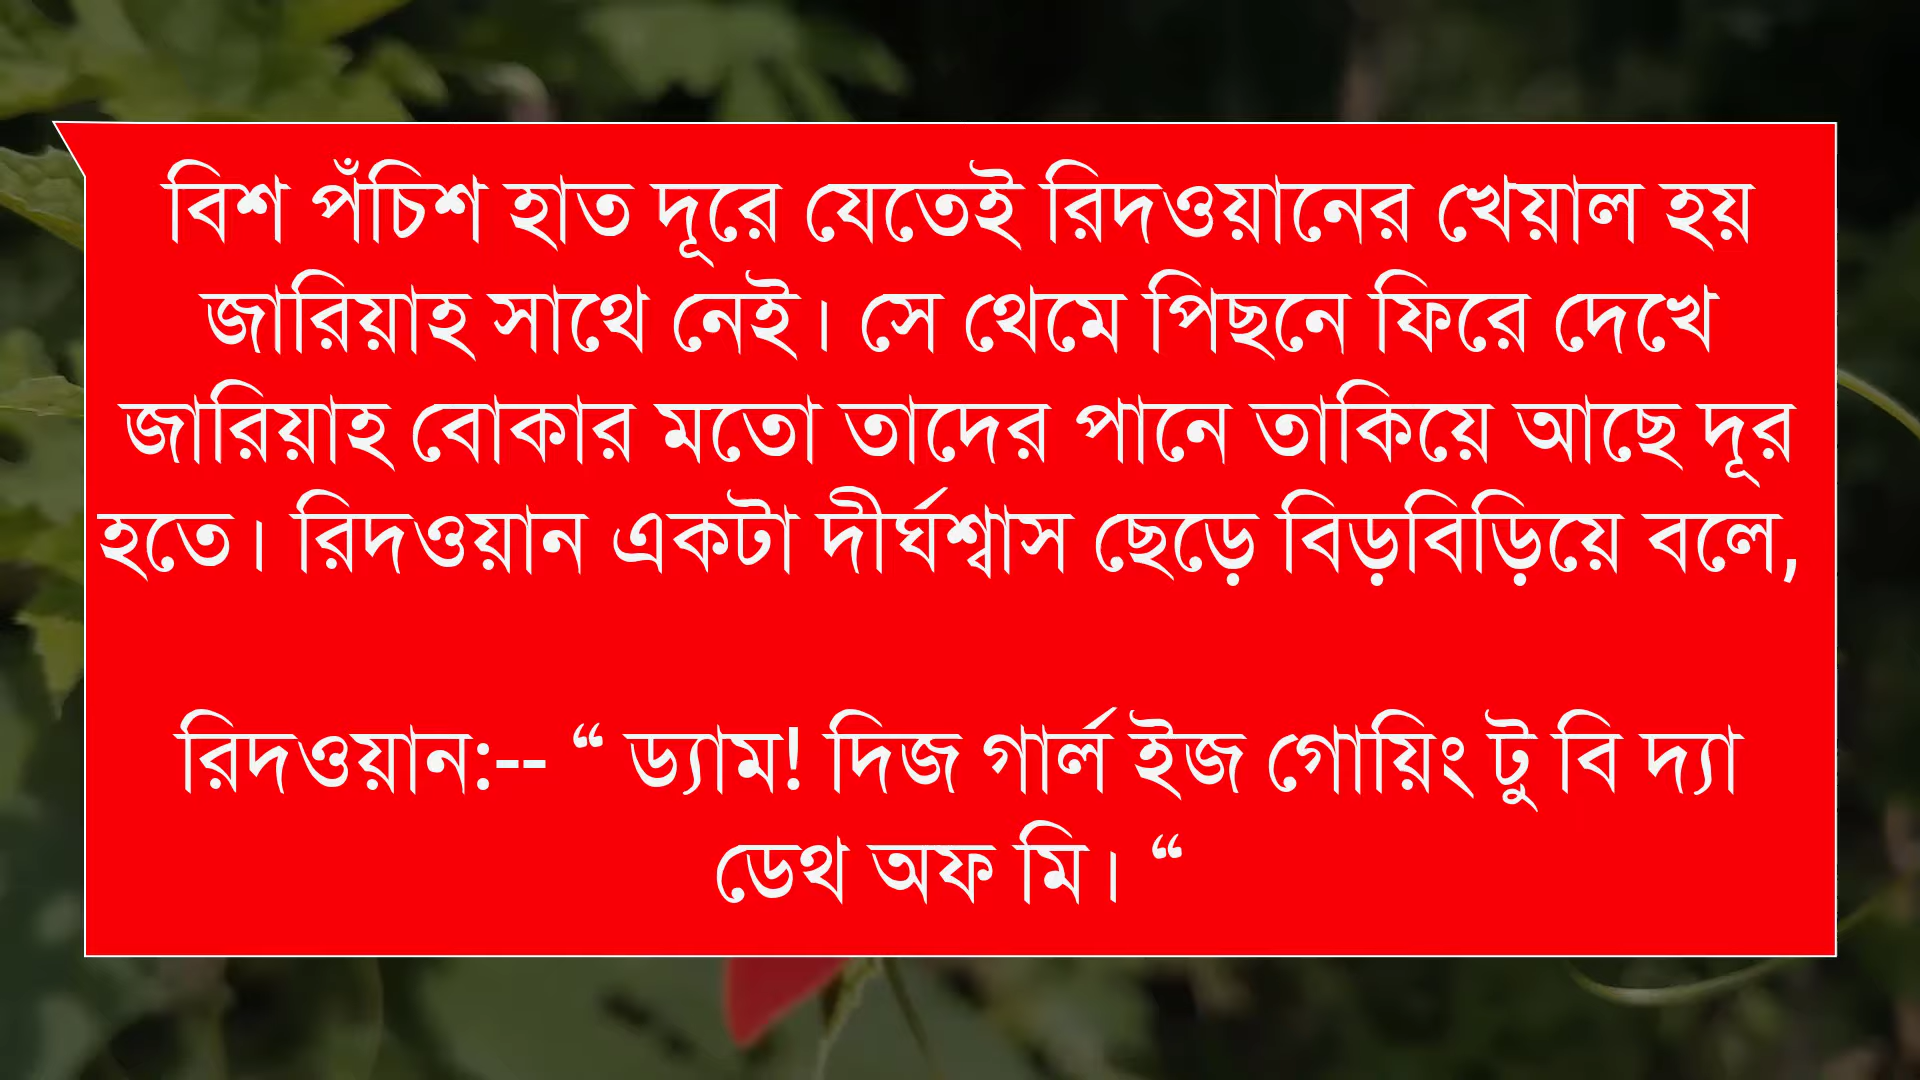 বিশ পঁচিশ হাত দূরে যেতেই রিদওয়ানের খেয়াল হয়
জারিয়াহ সাথে নেই। সে থেমে পিছনে ফিরে দেখে
জারিয়াহ বোকার মতো তাদের পানে তাকিয়ে আছে দূর
হতে। রিদওয়ান একটা দীর্ঘশ্বাস ছেড়ে বিড়বিড়িয়ে বলে,
রিদওয়ান:-- “ ড্যাম! দিজ গার্ল ইজ গোয়িং টু বি দ্যা
ডেথ অফ মি। “